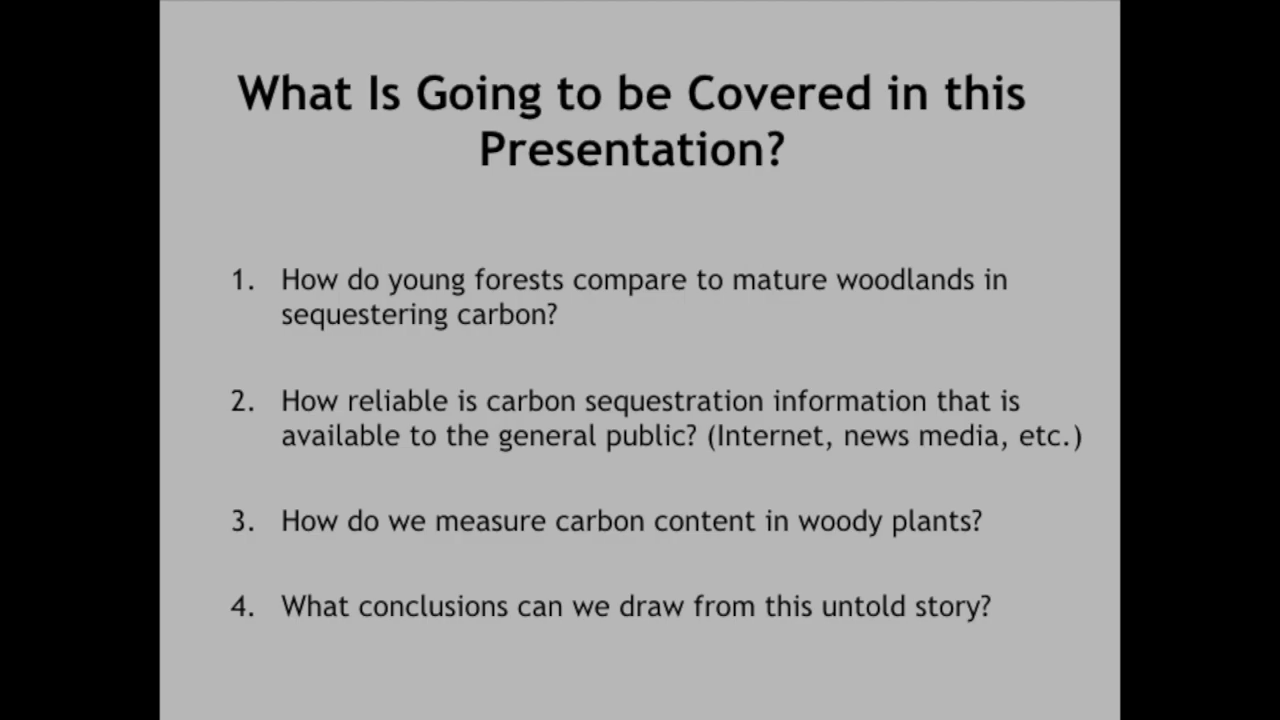 What Is Going to be Covered in this
Presentation?
1. How do young forests compare to mature woodlands in
sequestering carbon?
2. How reliable is carbon sequestration information that is
available to the general public? (Internet, news media, etc.)
3. How do we measure carbon content in woody plants?
4. What conclusions can we draw from this untold story?